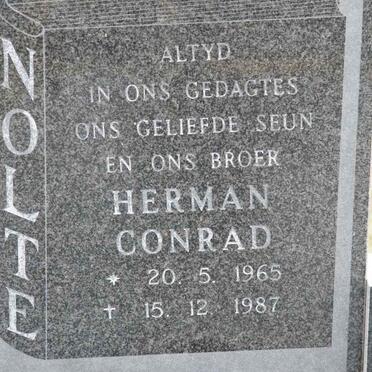 NOLTE
ALTYD
IN ONS GEDAGTES
ONS GELIEFDE SEUN
EN ONS BROER
HERMAN
CONRAD
* 20. 5. 1965
† 15. 12. 1987